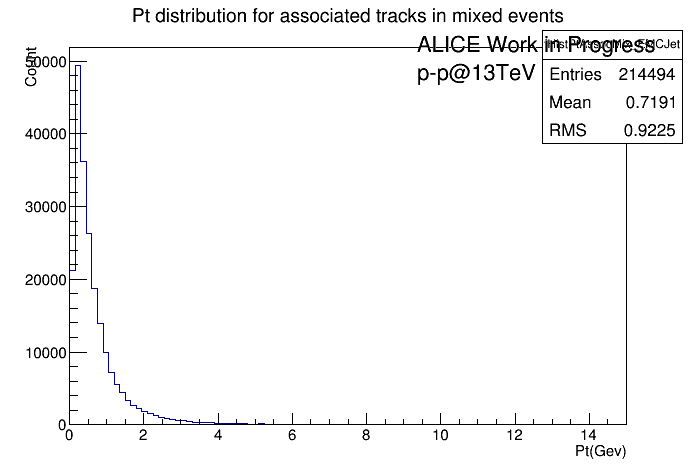 Pt distribution for associated tracks in mixed events
ALICE Work in Progress
p-p@13TeV
Entries 214494
Mean 0.7191
RMS 0.9225
Count
50000
40000
30000
20000
10000
0
0 2 4 6 8 10 12 14
Pt(Gev)